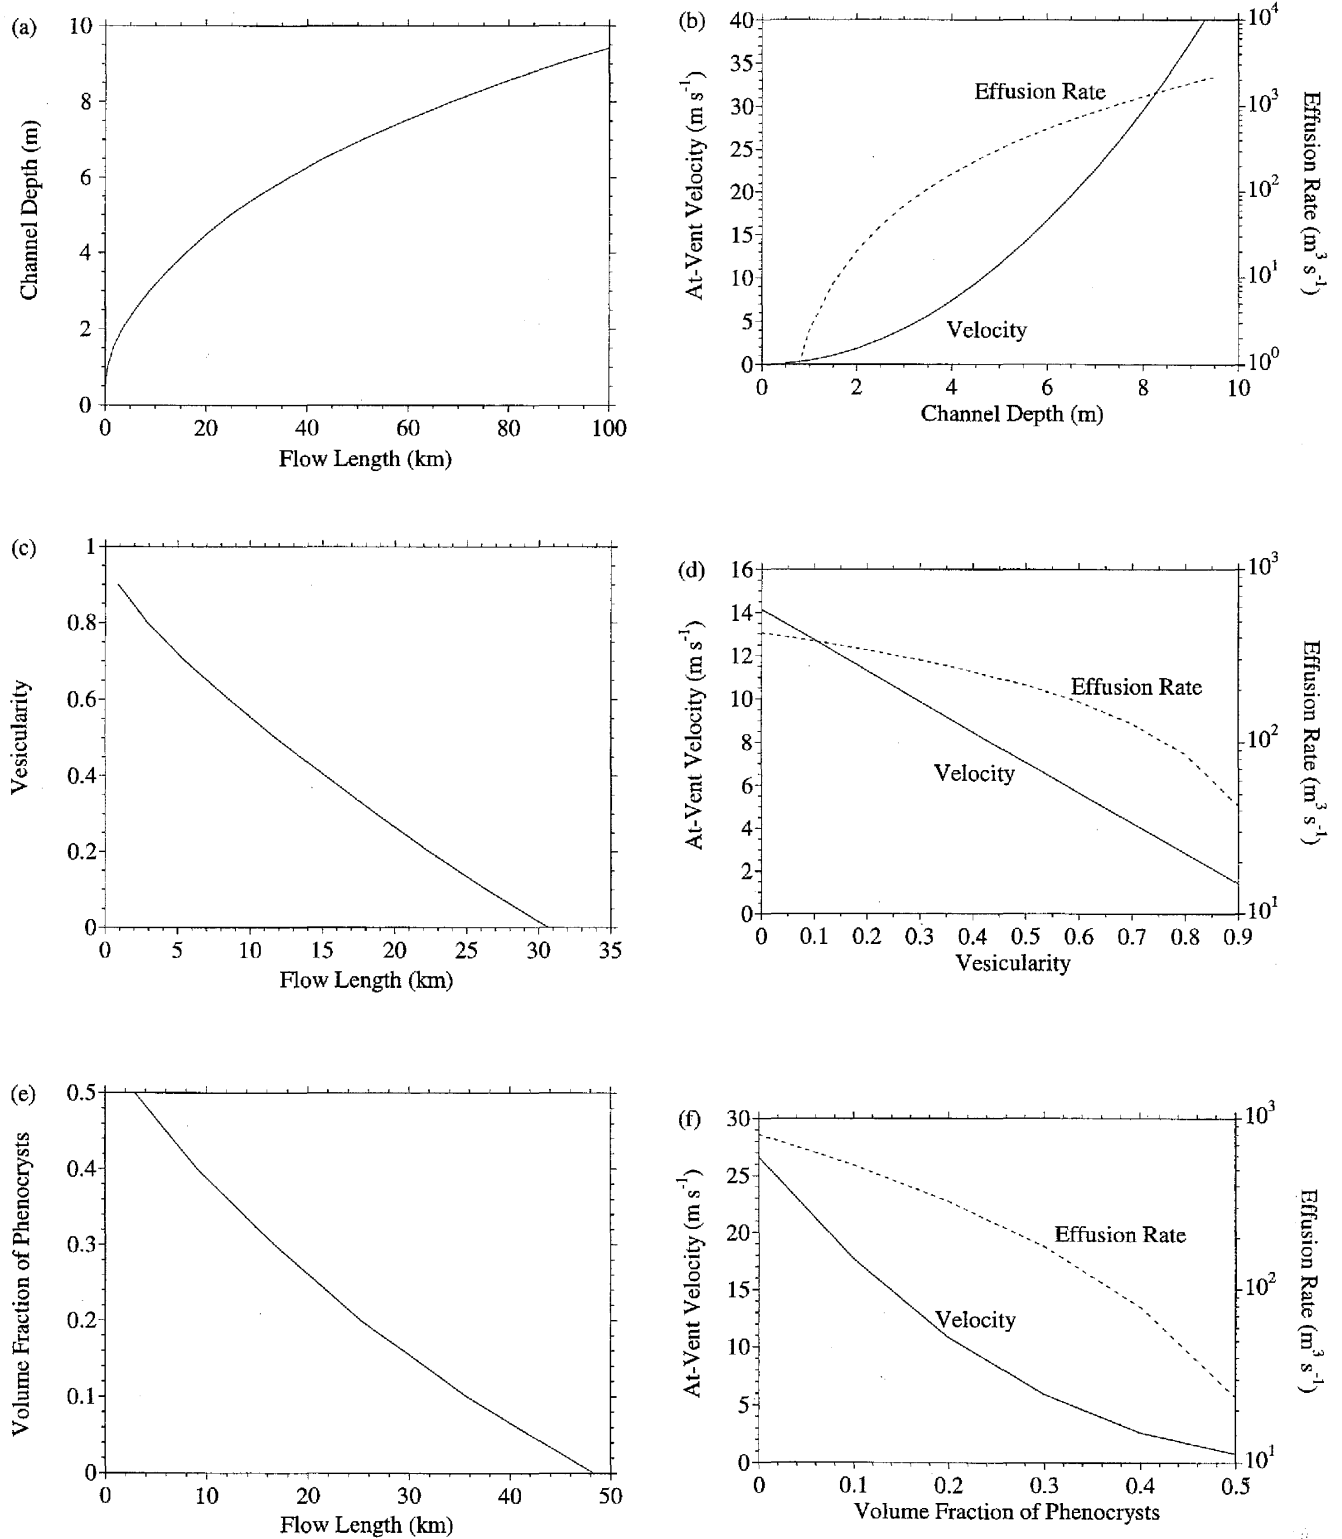 (a)
10
8
6
4
2
0
Channel Depth (m)
0 20 40 60 80 100
Flow Length (km)
(b)
40
35
30
25
20
15
10
5
0
At-Vent Velocity (m s⁻¹)
Effusion Rate
Velocity
10⁴
10³
10²
10¹
10⁰
Effusion Rate (m³ s⁻¹)
0 2 4 6 8 10
Channel Depth (m)
(c)
1
0.8
0.6
0.4
0.2
0
Vesicularity
0 5 10 15 20 25 30 35
Flow Length (km)
(d)
16
14
12
10
8
6
4
2
0
At-Vent Velocity (m s⁻¹)
Effusion Rate
Velocity
10³
10²
10¹
Effusion Rate (m³ s⁻¹)
0 0.1 0.2 0.3 0.4 0.5 0.6 0.7 0.8 0.9
Vesicularity
(e)
0.5
0.4
0.3
0.2
0.1
0
Volume Fraction of Phenocrysts
0 10 20 30 40 50
Flow Length (km)
(f)
30
25
20
15
10
5
0
At-Vent Velocity (m s⁻¹)
Effusion Rate
Velocity
10³
10²
10¹
Effusion Rate (m³ s⁻¹)
0 0.1 0.2 0.3 0.4 0.5
Volume Fraction of Phenocrysts